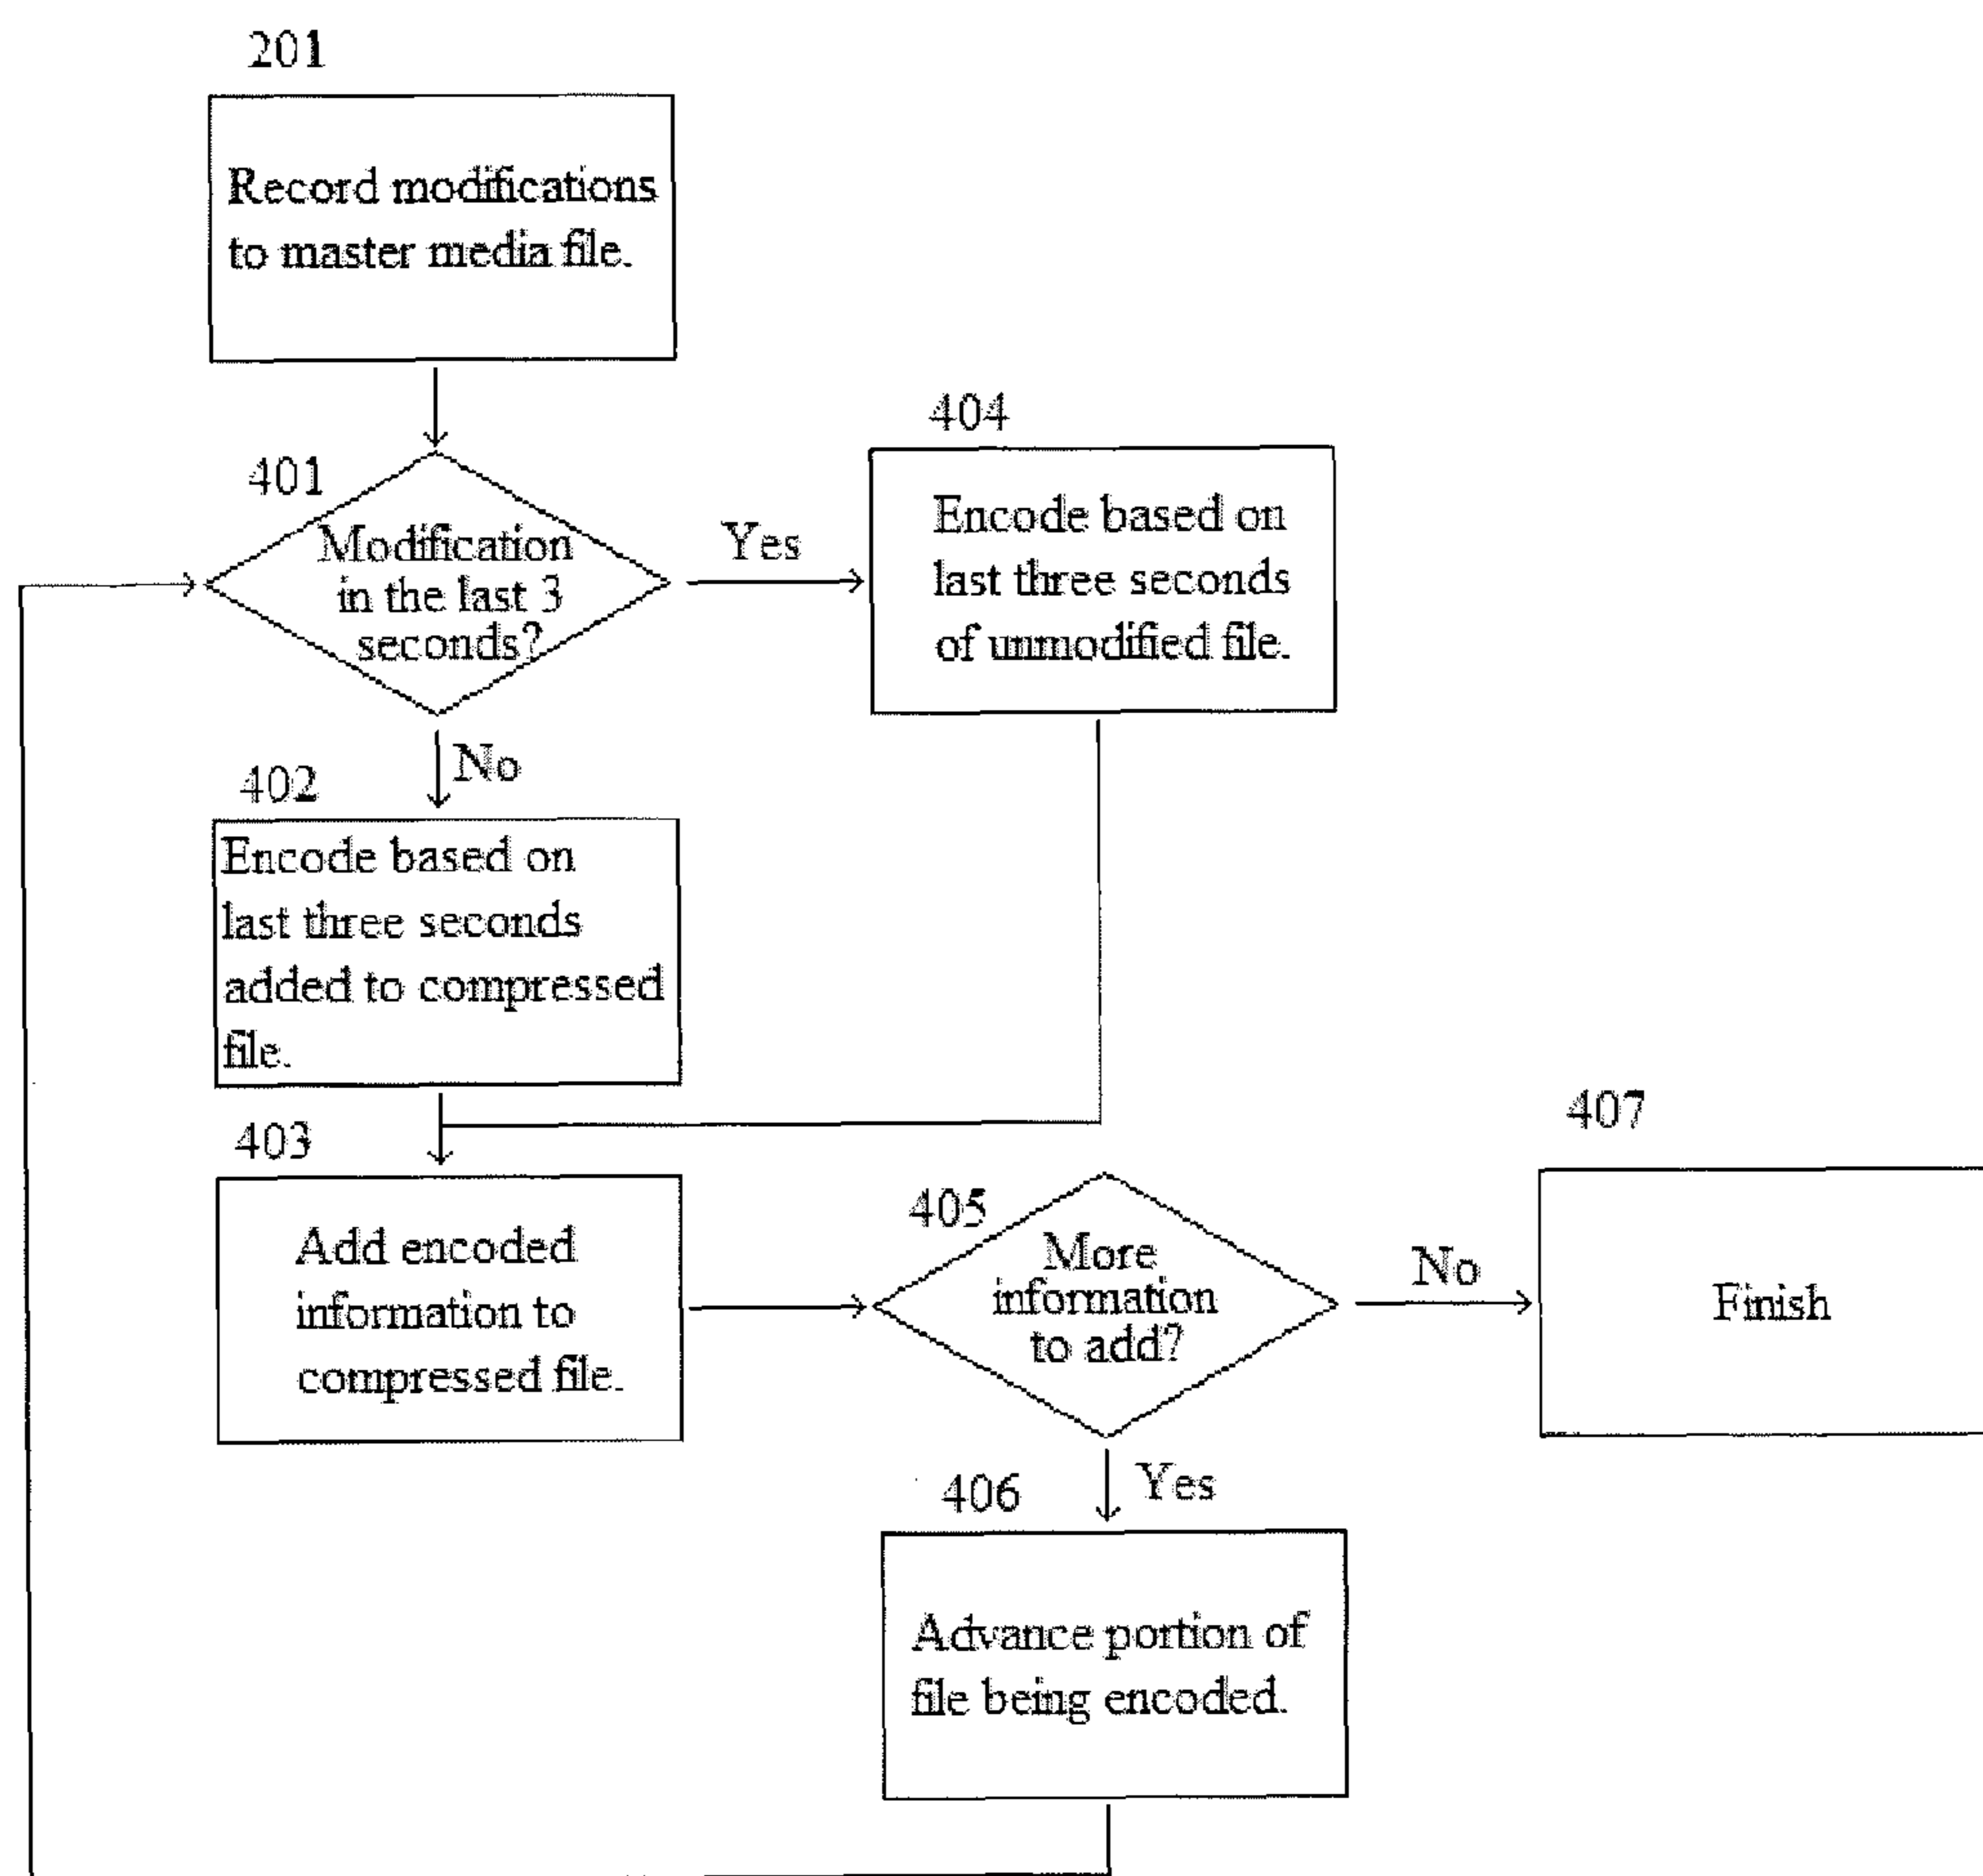 201
Record modifications
to master media file.
401
Modification
in the last 3
seconds?
Yes
404
Encode based on
last three seconds
of unmodified file.
No
402
Encode based on
last three seconds
added to compressed
file.
403
Add encoded
information to
compressed file.
405
More
information
to add?
No
407
Finish
Yes
406
Advance portion of
file being encoded.